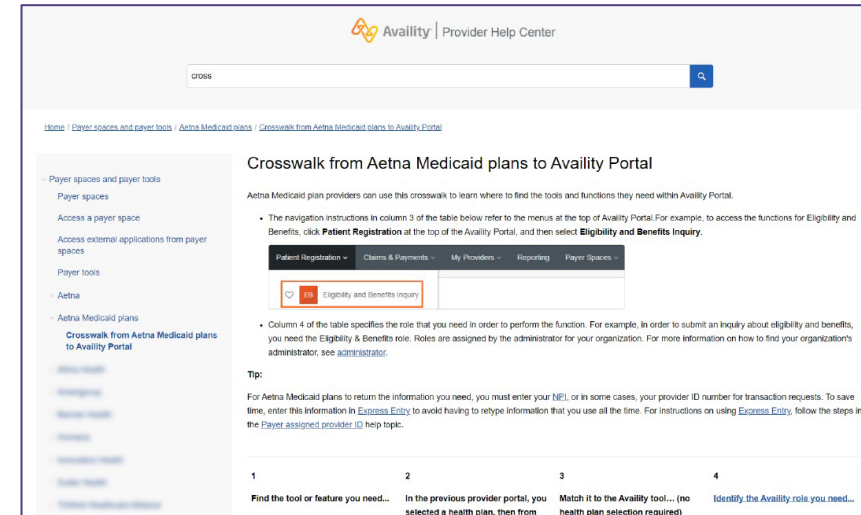 Availity | Provider Help Center
cross
Home / Payer spaces and payer tools / Aetna Medicaid plans / Crosswalk from Aetna Medicaid plans to Availity Portal
Payer spaces and payer tools
Payer spaces
Access a payer space
Access external applications from payer
spaces
Payer tools
Aetna
Aetna Medicaid plans
Crosswalk from Aetna Medicaid plans
to Availity Portal
Crosswalk from Aetna Medicaid plans to Availity Portal
Aetna Medicaid plan providers can use this crosswalk to learn where to find the tools and functions they need within Availity Portal.
• The navigation instructions in column 3 of the table below refer to the menus at the top of Availity Portal.For example, to access the functions for Eligibility and
Benefits, click Patient Registration at the top of the Availity Portal, and then select Eligibility and Benefits Inquiry.
Patient Registration Claims & Payments My Providers Reporting Payer Spaces
EB Eligibility and Benefits Inquiry
• Column 4 of the table specifies the role that you need in order to perform the function. For example, in order to submit an inquiry about eligibility and benefits,
you need the Eligibility & Benefits role. Roles are assigned by the administrator for your organization. For more information on how to find your organization's
administrator, see administrator.
Tip:
For Aetna Medicaid plans to return the information you need, you must enter your NPI, or in some cases, your provider ID number for transaction requests. To save
time, enter this information in Express Entry to avoid having to retype information that you use all the time. For instructions on using Express Entry, follow the steps in
the Payer assigned provider ID help topic.
1 2 3 4
Find the tool or feature you need... In the previous provider portal, you Match it to the Availity tool... (no Identify the Availity role you need...
selected a health plan, then from health plan selection required)